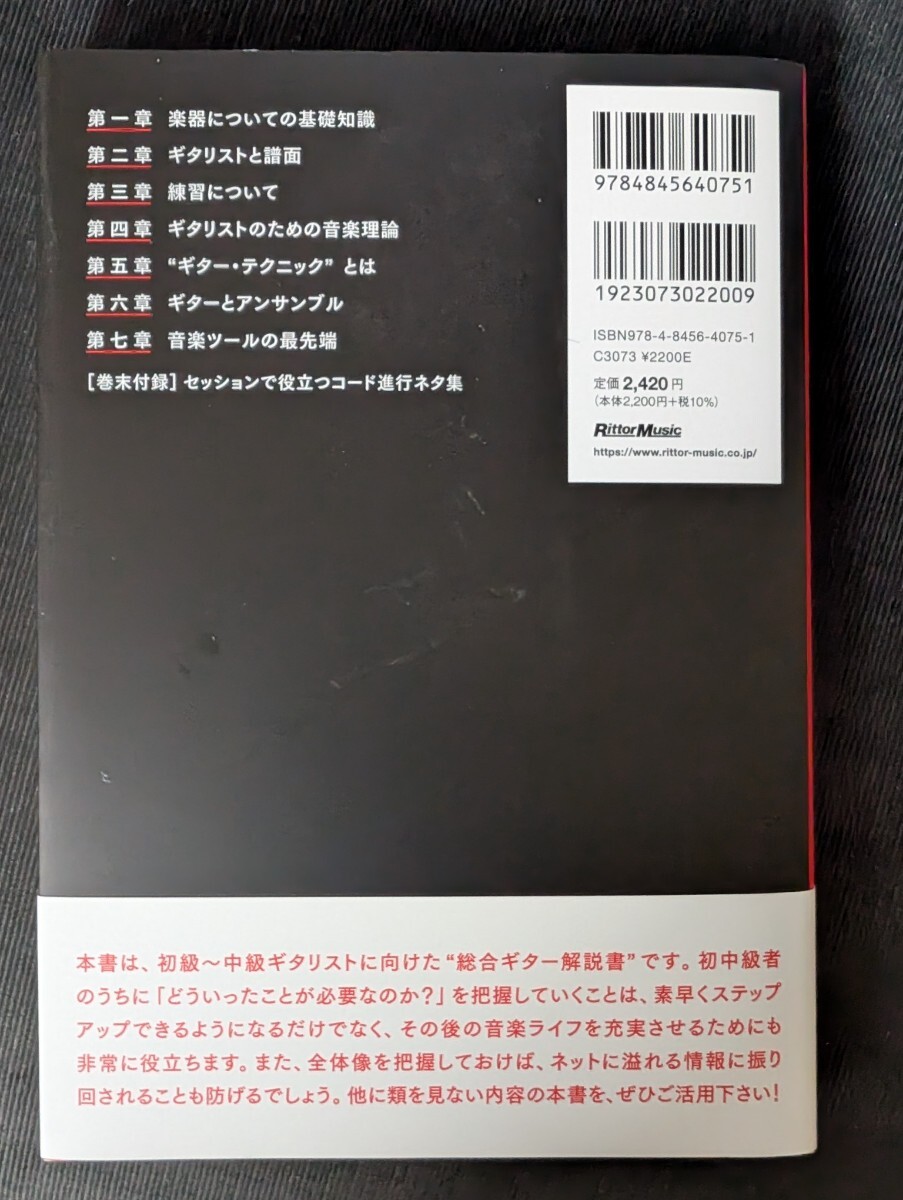 第一章 楽器についての基礎知識
第二章 ギタリストと譜面
第三章 練習について
第四章 ギタリストのための音楽理論
第五章 “ギター・テクニック” とは
第六章 ギターとアンサンブル
第七章 音楽ツールの最先端
[巻末付録] セッションで役立つコード進行ネタ集
9784845640751
1923073022009
ISBN978-4-8456-4075-1
C3073 ¥2200E
定価 2,420 円
(本体2,200円+税10%)
RittorMusic
https://www.rittor-music.co.jp/
本書は、初級～中級ギタリストに向けた“総合ギター解説書”です。初中級者
のうちに「どういったことが必要なのか?」を把握していくことは、素早くステップ
アップできるようになるだけでなく、その後の音楽ライフを充実させるためにも
非常に役立ちます。また、全体像を把握しておけば、ネットに溢れる情報に振り
回されることも防げるでしょう。他に類を見ない内容の本書を、ぜひご活用下さい!